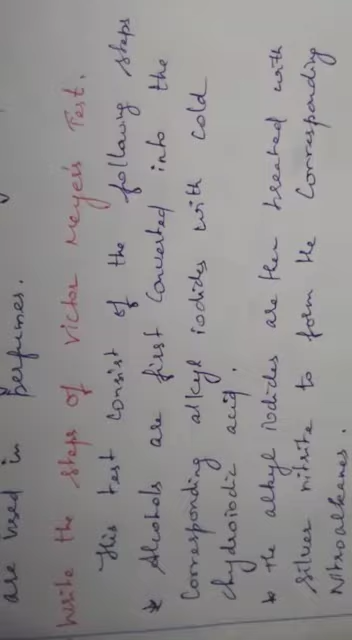 are used in perfumes.
Write the steps of Victor Meyer's Test.
This test consist of the following steps
* Alcohols are first converted into the
corresponding alkyl iodides with cold
hydroiodic acid.
* The alkyl iodides are then treated with
silver nitrite to form the corresponding
Nitroalkenes.